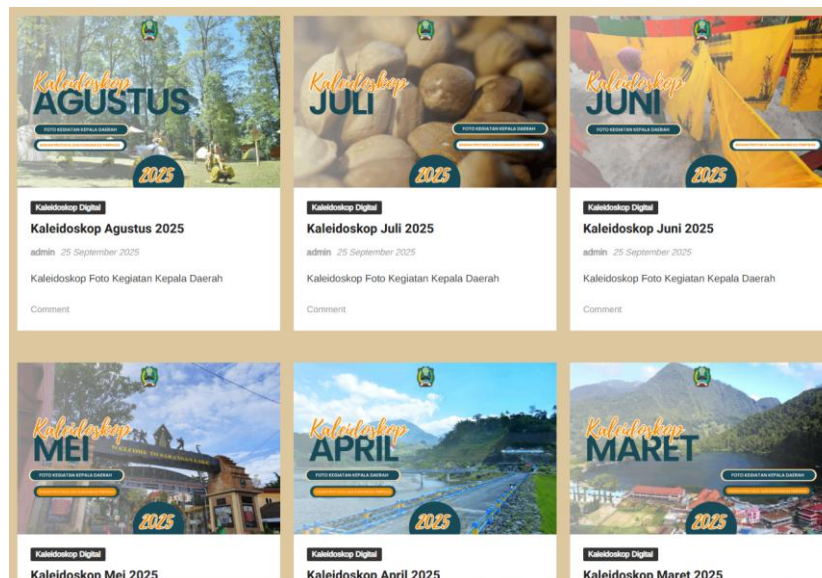 Kaleidoskop
AGUSTUS
FOTO KEGIATAN KEPALA DAERAH
2025
Kaleidoskop Digital
Kaleidoskop Agustus 2025
admin 25 September 2025
Kaleidoskop Foto Kegiatan Kepala Daerah
Comment
Kaleidoskop
JULI
FOTO KEGIATAN KEPALA DAERAH
2025
Kaleidoskop Digital
Kaleidoskop Juli 2025
admin 25 September 2025
Kaleidoskop Foto Kegiatan Kepala Daerah
Comment
Kaleidoskop
JUNI
FOTO KEGIATAN KEPALA DAERAH
2025
Kaleidoskop Digital
Kaleidoskop Juni 2025
admin 25 September 2025
Kaleidoskop Foto Kegiatan Kepala Daerah
Comment
Kaleidoskop
MEI
WELCOME TO
FOTO KEGIATAN KEPALA DAERAH
2025
Kaleidoskop Digital
Kaleidoskop Mei 2025
Kaleidoskop
APRIL
FOTO KEGIATAN KEPALA DAERAH
2025
Kaleidoskop Digital
Kaleidoskop April 2025
Kaleidoskop
MARET
FOTO KEGIATAN KEPALA DAERAH
2025
Kaleidoskop Digital
Kaleidoskop Maret 2025